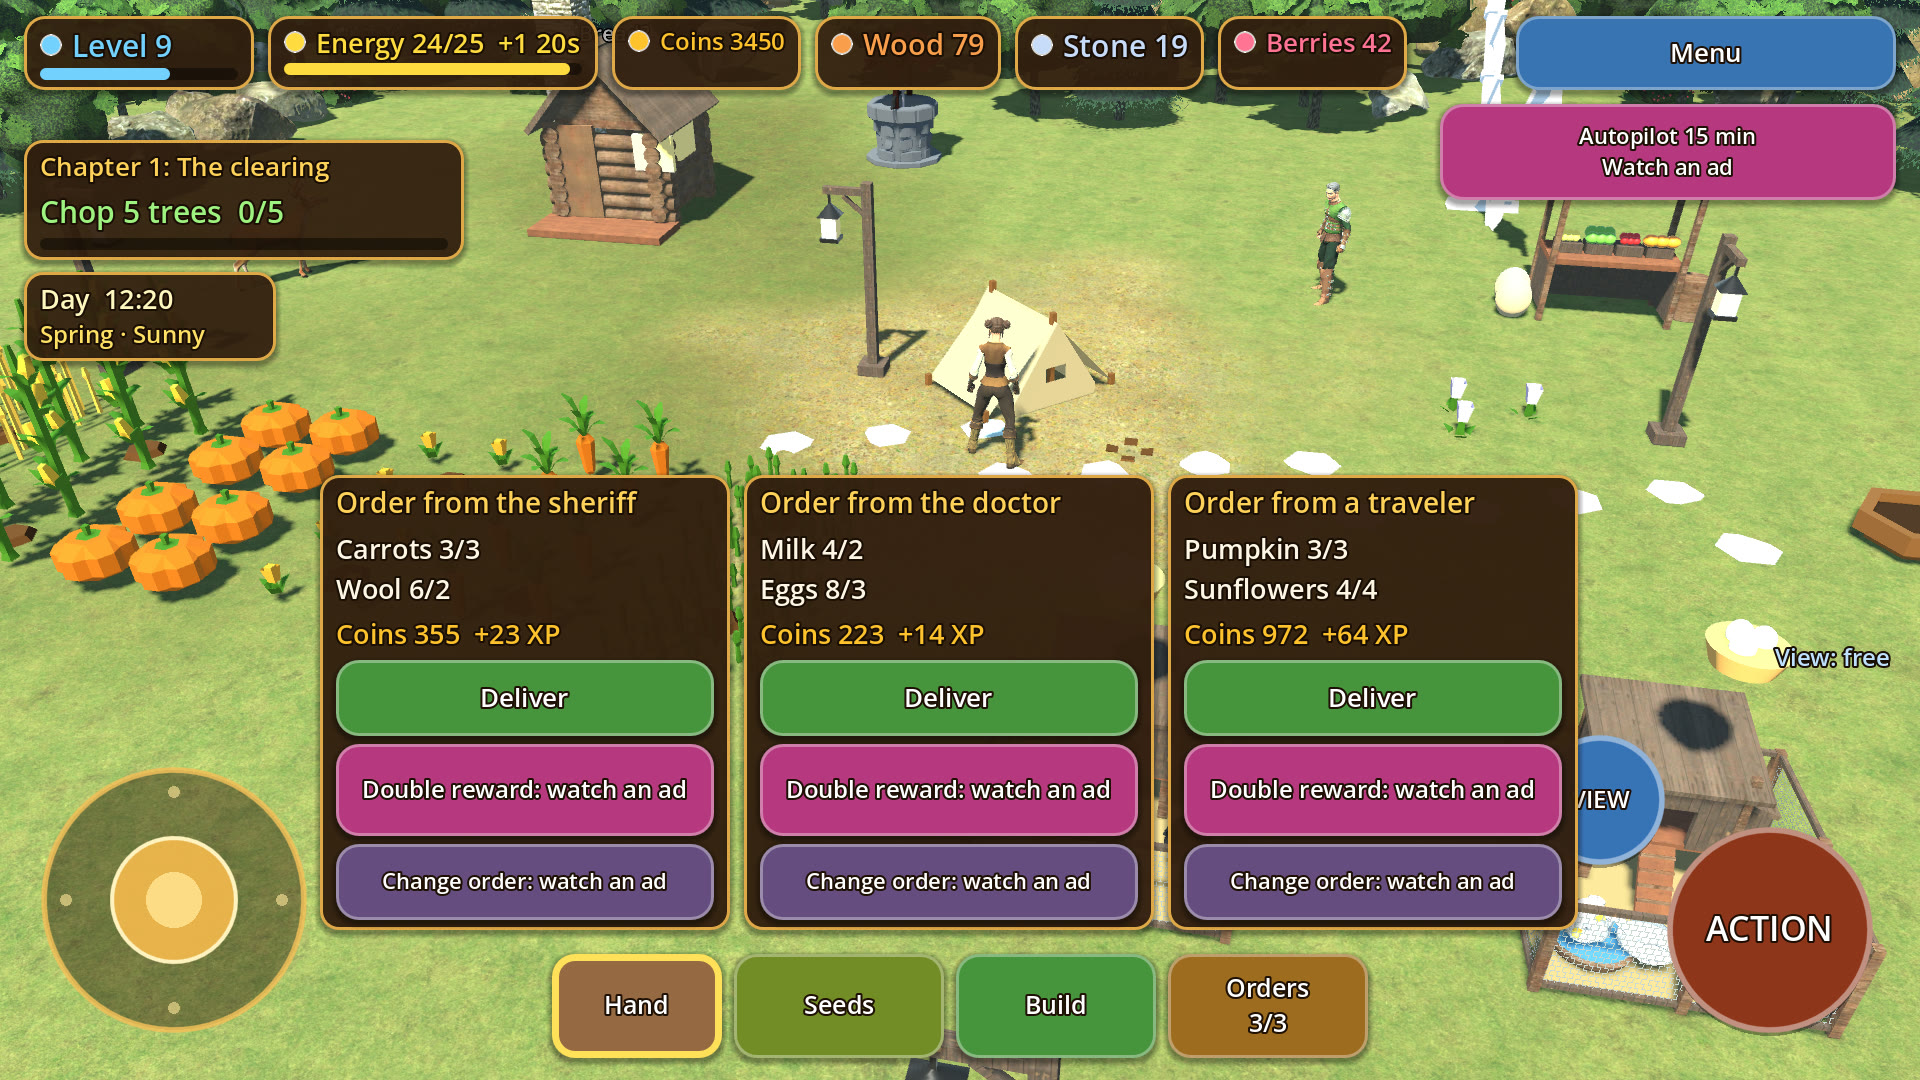 Level 9
Energy 24/25 +1 20s
Coins 3450
Wood 79
Stone 19
Berries 42
Menu
Autopilot 15 min
Watch an ad
Chapter 1: The clearing
Chop 5 trees 0/5
Day 12:20
Spring · Sunny
Order from the sheriff
Carrots 3/3
Wool 6/2
Coins 355 +23 XP
Deliver
Double reward: watch an ad
Change order: watch an ad
Order from the doctor
Milk 4/2
Eggs 8/3
Coins 223 +14 XP
Deliver
Double reward: watch an ad
Change order: watch an ad
Order from a traveler
Pumpkin 3/3
Sunflowers 4/4
Coins 972 +64 XP
Deliver
Double reward: watch an ad
Change order: watch an ad
View: free
VIEW
ACTION
Hand
Seeds
Build
Orders
3/3